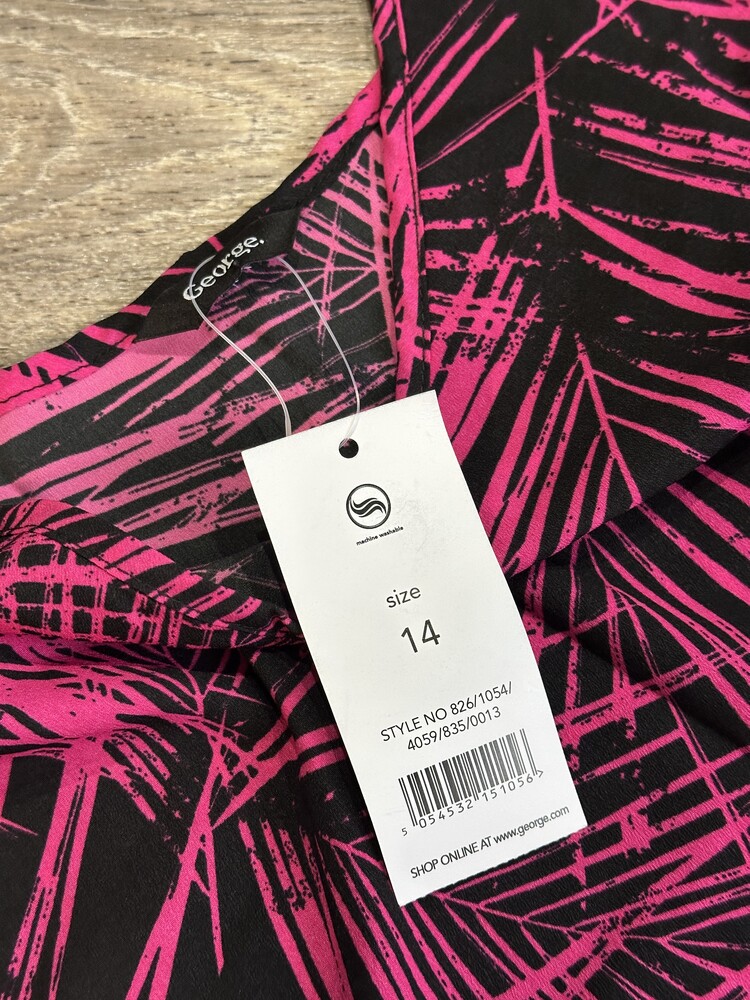 George.
machine washable
size
14
STYLE NO 826/1054/
4059/835/0013
5 054532 151056 >
SHOP ONLINE AT www.george.com